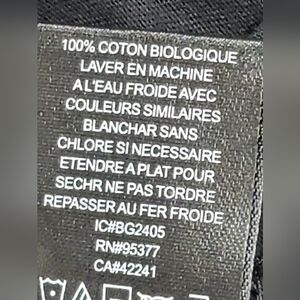 100% COTON BIOLOGIQUE
LAVER EN MACHINE
A L'EAU FROIDE AVEC
COULEURS SIMILAIRES
BLANCHAR SANS
CHLORE SI NECESSAIRE
ETENDRE A PLAT POUR
SECHR NE PAS TORDRE
REPASSER AU FER FROIDE
IC#BG2405
RN#95377
CA#42241